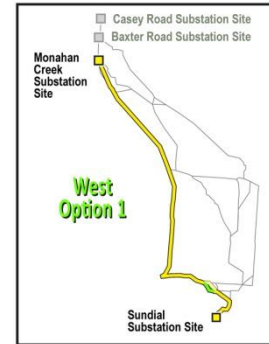 Casey Road Substation Site
Baxter Road Substation Site
Monahan
Creek
Substation
Site
West
Option 1
Sundial
Substation Site